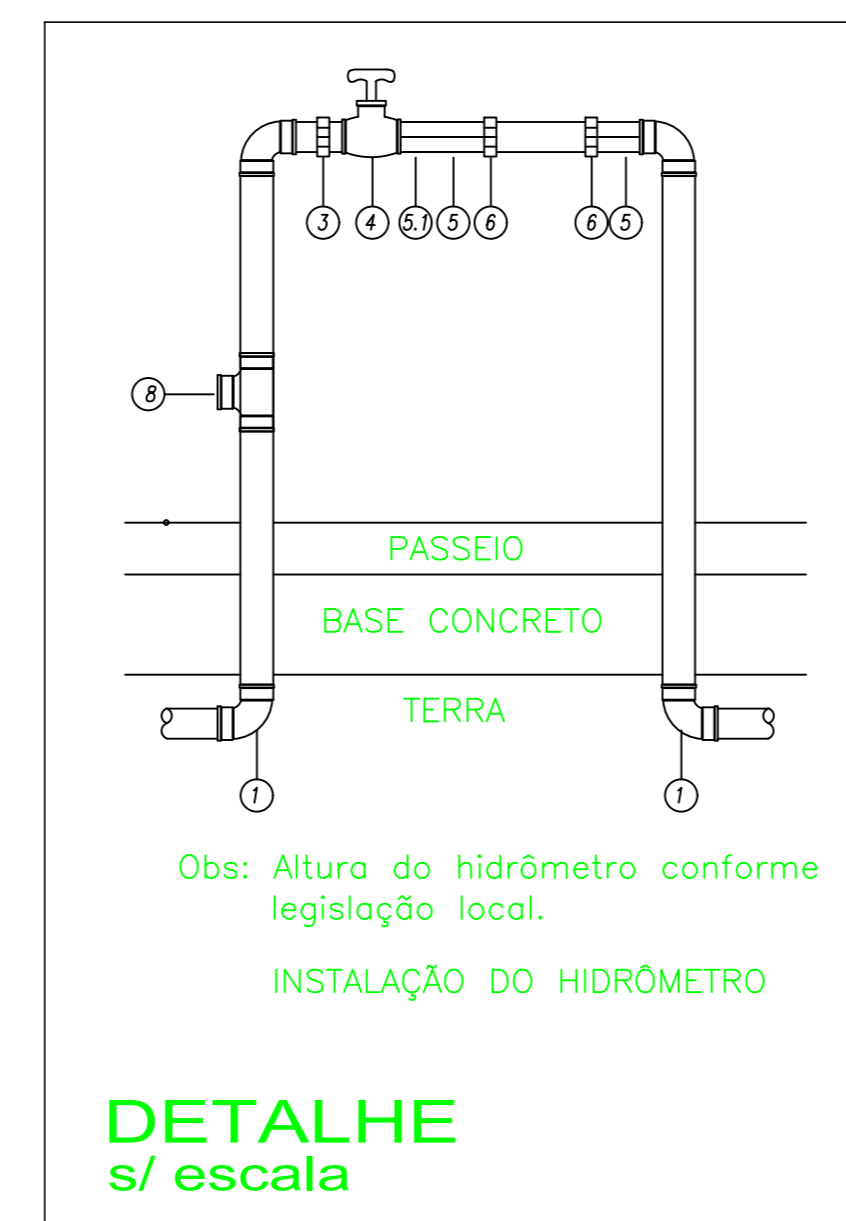 3 4 5.1 5 6 6 5
8
PASSEIO
BASE CONCRETO
TERRA
1 1
Obs: Altura do hidrômetro conforme
legislação local.
INSTALAÇÃO DO HIDRÔMETRO
DETALHE
s/ escala